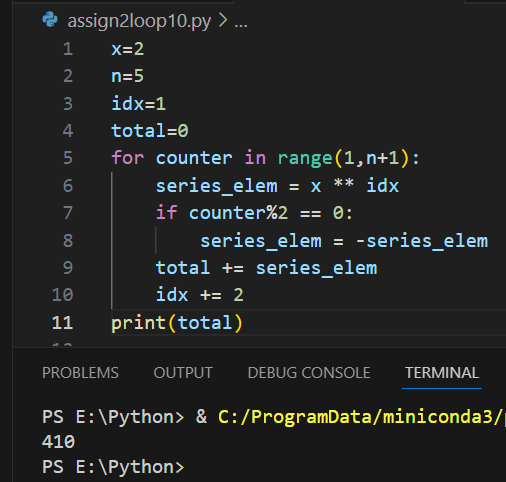 assign2loop10.py > ...
1 x=2
2 n=5
3 idx=1
4 total=0
5 for counter in range(1,n+1):
6 series_elem = x ** idx
7 if counter%2 == 0:
8 series_elem = -series_elem
9 total += series_elem
10 idx += 2
11 print(total)
PROBLEMS OUTPUT DEBUG CONSOLE TERMINAL
PS E:\Python> & C:/ProgramData/miniconda3/
410
PS E:\Python>